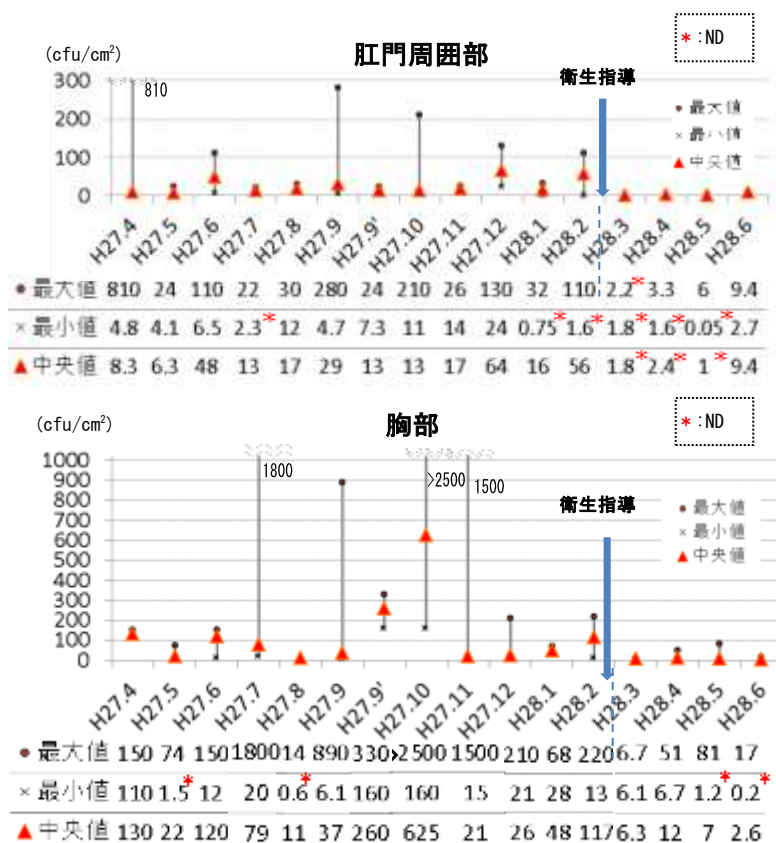 (cfu/cm²)
肛門周囲部
* :ND
衛生指導
300
810
200
100
0
● 最大値
× 最小値
▲ 中央値
H27.4 H27.5 H27.6 H27.7 H27.8 H27.9 H27.9' H27.10 H27.11 H27.12 H28.1 H28.2 H28.3 H28.4 H28.5 H28.6
● 最大値 810 24 110 22 30 280 24 210 26 130 32 110 2.2* 3.3 6 9.4
× 最小値 4.8 4.1 6.5 2.3* 12 4.7 7.3 11 14 24 0.75* 1.6* 1.8* 1.6* 0.05* 2.7
▲ 中央値 8.3 6.3 48 13 17 29 13 13 17 64 16 56 1.8* 2.4* 1* 9.4
(cfu/cm²)
胸部
* :ND
衛生指導
1000
900
800
700
600
500
400
300
200
100
0
1800
>2500
1500
● 最大値
× 最小値
▲ 中央値
H27.4 H27.5 H27.6 H27.7 H27.8 H27.9 H27.9' H27.10 H27.11 H27.12 H28.1 H28.2 H28.3 H28.4 H28.5 H28.6
● 最大値 150 74 150 1800 14 890 330 >2500 1500 210 68 220 6.7 51 81 17
× 最小値 110 1.5* 12 20 0.6* 6.1 160 160 15 21 28 13 6.1 6.7 1.2* 0.2*
▲ 中央値 130 22 120 79 11 37 260 625 21 26 48 117 6.3 12 7 2.6